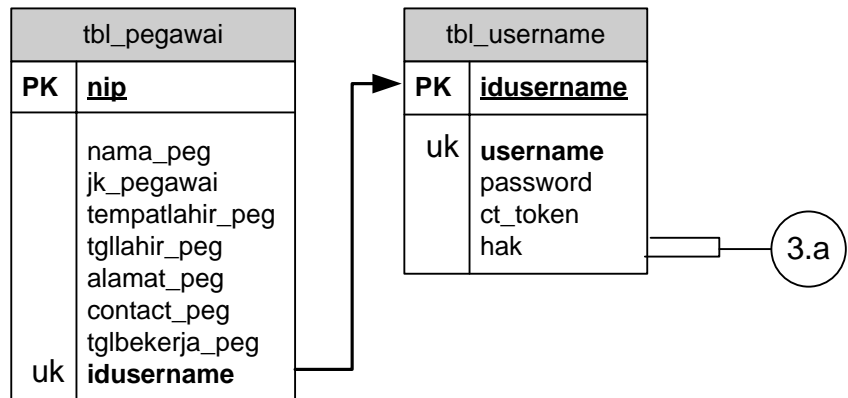 tbl_pegawai
PK nip
nama_peg
jk_pegawai
tempatlahir_peg
tgllahir_peg
alamat_peg
contact_peg
tglbekerja_peg
uk idusername
tbl_username
PK idusername
uk username
password
ct_token
hak
3.a